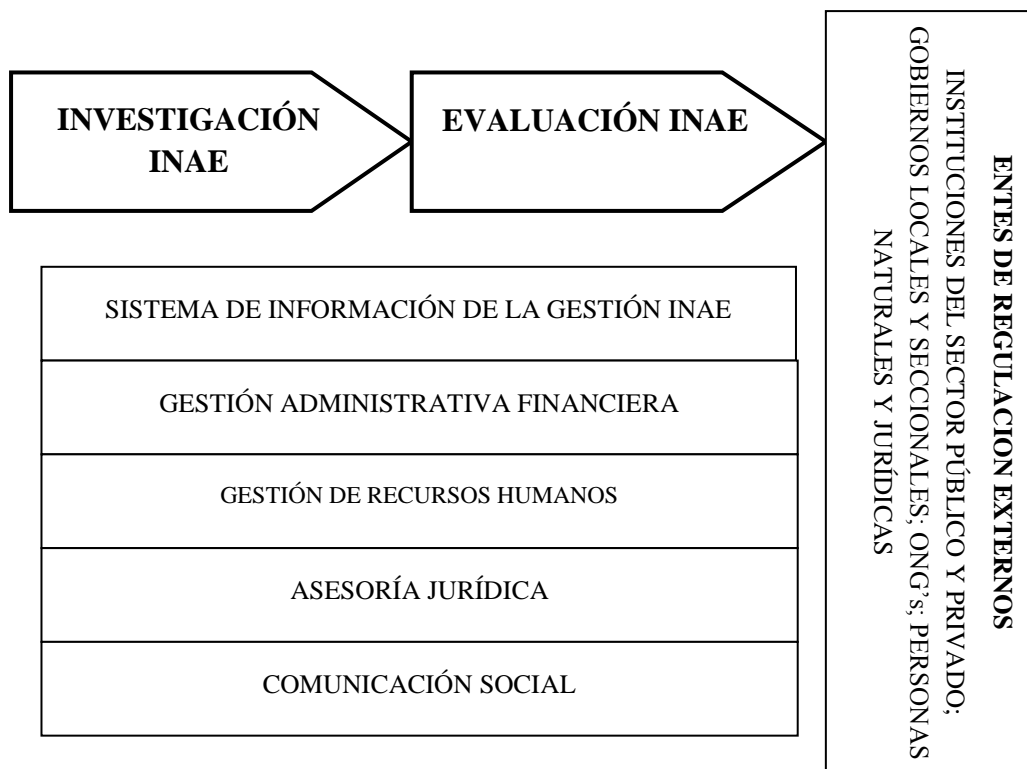 INVESTIGACIÓN
INAE
EVALUACIÓN INAE
SISTEMA DE INFORMACIÓN DE LA GESTIÓN INAE
GESTIÓN ADMINISTRATIVA FINANCIERA
GESTIÓN DE RECURSOS HUMANOS
ASESORÍA JURÍDICA
COMUNICACIÓN SOCIAL
ENTES DE REGULACION EXTERNOS
INSTITUCIONES DEL SECTOR PÚBLICO Y PRIVADO;
GOBIERNOS LOCALES Y SECCIONALES; ONG’s; PERSONAS
NATURALES Y JURÍDICAS